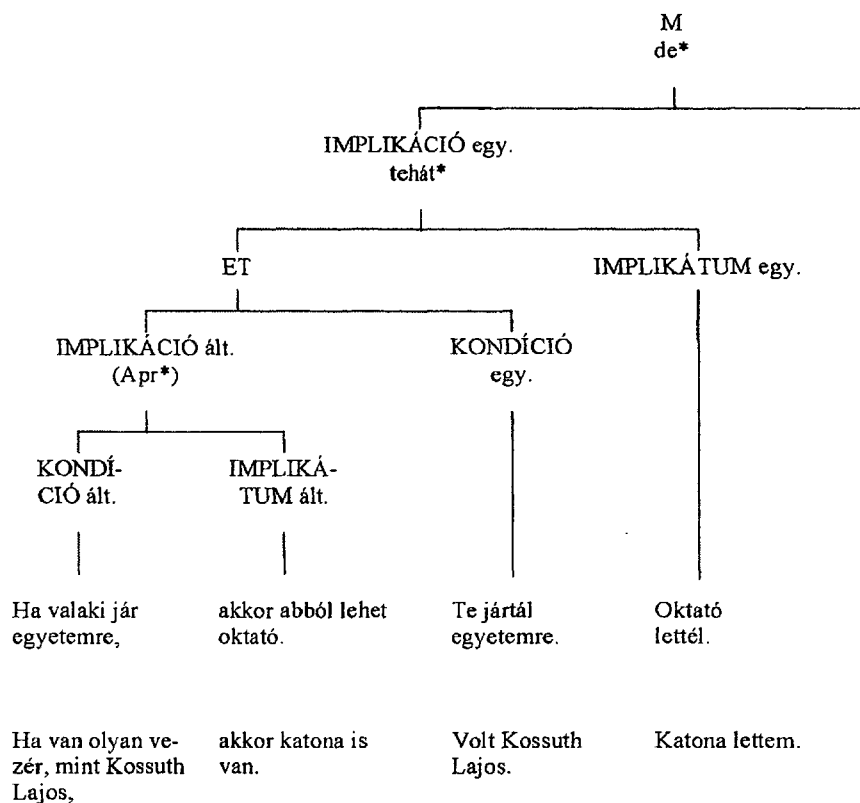 M
de*
IMPLIKÁCIÓ egy.
tehát*
ET
IMPLIKÁTUM egy.
IMPLIKÁCIÓ ált.
(Apr*)
KONDÍCIÓ
egy.
KONDÍ-
CIÓ ált.
IMPLIKÁ-
TUM ált.
Ha valaki jár
egyetemre,
akkor abból lehet
oktató.
Te jártál
egyetemre.
Oktató
lettél.
Ha van olyan ve-
zér, mint Kossuth
Lajos,
akkor katona is
van.
Volt Kossuth
Lajos.
Katona lettem.